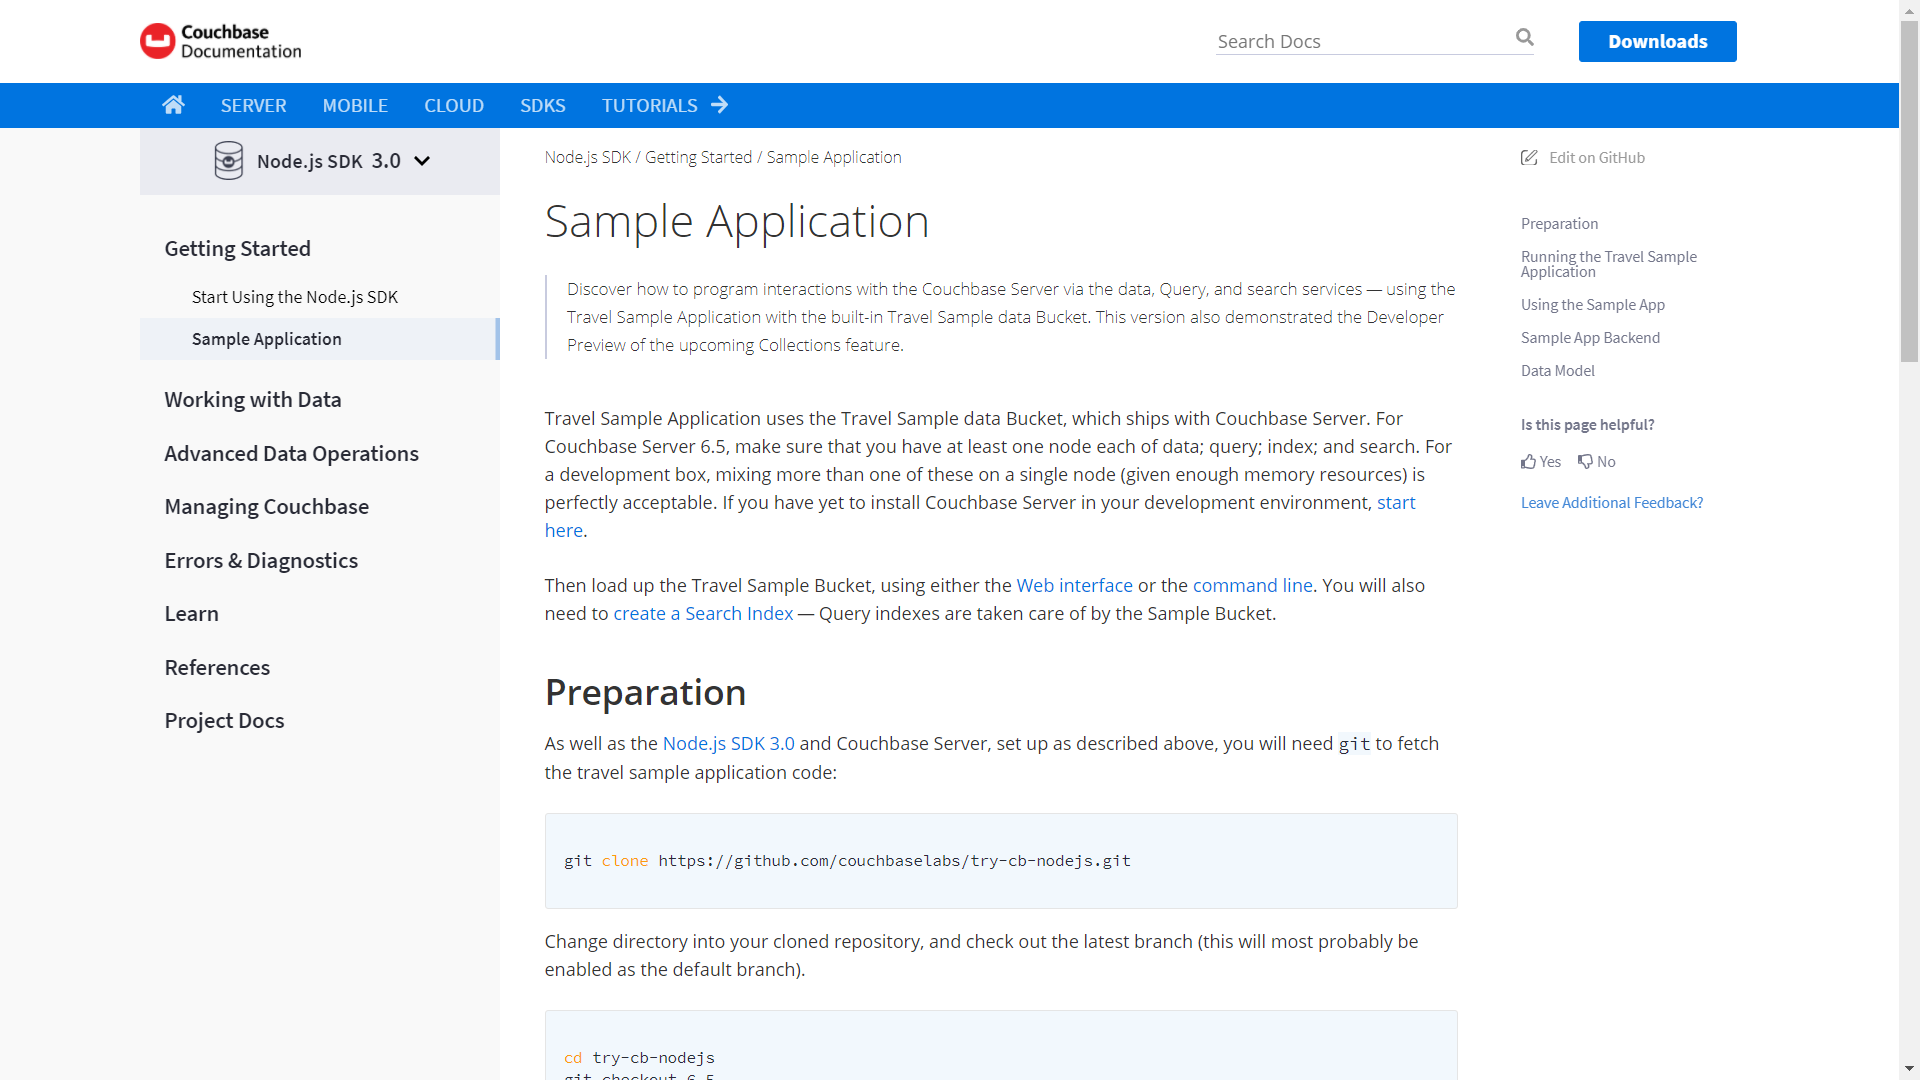 Couchbase
Documentation
Search Docs
Downloads
SERVER
MOBILE
CLOUD
SDKS
TUTORIALS
Node.js SDK 3.0
Getting Started
Start Using the Node.js SDK
Sample Application
Working with Data
Advanced Data Operations
Managing Couchbase
Errors & Diagnostics
Learn
References
Project Docs
Node.js SDK / Getting Started / Sample Application
Sample Application
Discover how to program interactions with the Couchbase Server via the data, Query, and search services — using the
Travel Sample Application with the built-in Travel Sample data Bucket. This version also demonstrated the Developer
Preview of the upcoming Collections feature.
Travel Sample Application uses the Travel Sample data Bucket, which ships with Couchbase Server. For
Couchbase Server 6.5, make sure that you have at least one node each of data; query; index; and search. For
a development box, mixing more than one of these on a single node (given enough memory resources) is
perfectly acceptable. If you have yet to install Couchbase Server in your development environment, start
here.
Then load up the Travel Sample Bucket, using either the Web interface or the command line. You will also
need to create a Search Index — Query indexes are taken care of by the Sample Bucket.
Preparation
As well as the Node.js SDK 3.0 and Couchbase Server, set up as described above, you will need git to fetch
the travel sample application code:
git clone https://github.com/couchbaselabs/try-cb-nodejs.git
Change directory into your cloned repository, and check out the latest branch (this will most probably be
enabled as the default branch).
cd try-cb-nodejs
git checkout 6.5
Edit on GitHub
Preparation
Running the Travel Sample
Application
Using the Sample App
Sample App Backend
Data Model
Is this page helpful?
Yes
No
Leave Additional Feedback?